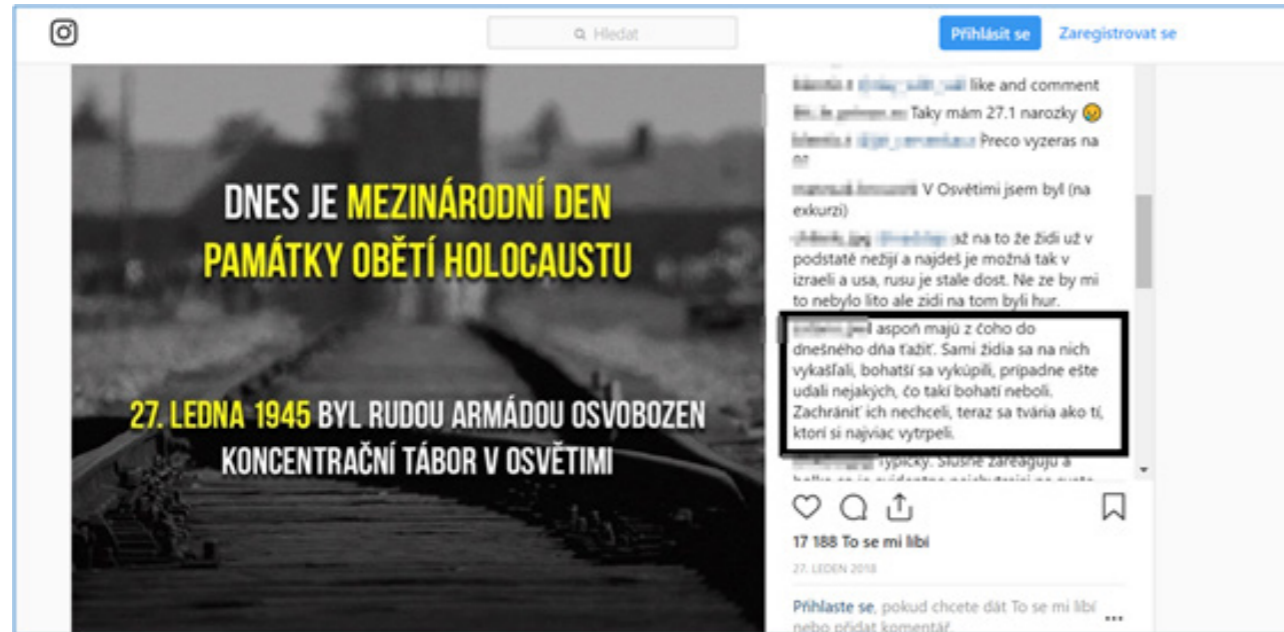 Hledat
Přihlásit se
Zaregistrovat se
DNES JE MEZINÁRODNÍ DEN
PAMÁTKY OBĚTÍ HOLOCAUSTU
27. LEDNA 1945 BYL RUDOU ARMÁDOU OSVOBOZEN
KONCENTRAČNÍ TÁBOR V OSVĚTIMI
like and comment
Taky mám 27.1 narozky
Preco vyzeras na
V Osvětimi jsem byl (na
exkurzi)
až na to že židi už v
podstatě nežijí a najdeš je možná tak v
izraeli a usa, rusu je stale dost. Ne ze by mi
to nebylo lito ale zidi na tom byli hur.
aspoň majú z čoho do
dnešného dňa ťažiť. Sami židia sa na nich
vykašľali, bohatší sa vykúpili, prípadne ešte
udali nejakých, čo takí bohatí neboli.
Zachrániť ich nechceli, teraz sa tvária ako tí,
ktorí si najviac vytrpeli.
Typicky. Slusne zareaguju a
17 188 To se mi líbí
27. LEDEN 2018
Přihlaste se, pokud chcete dát To se mi líbí
nebo přidat komentář.